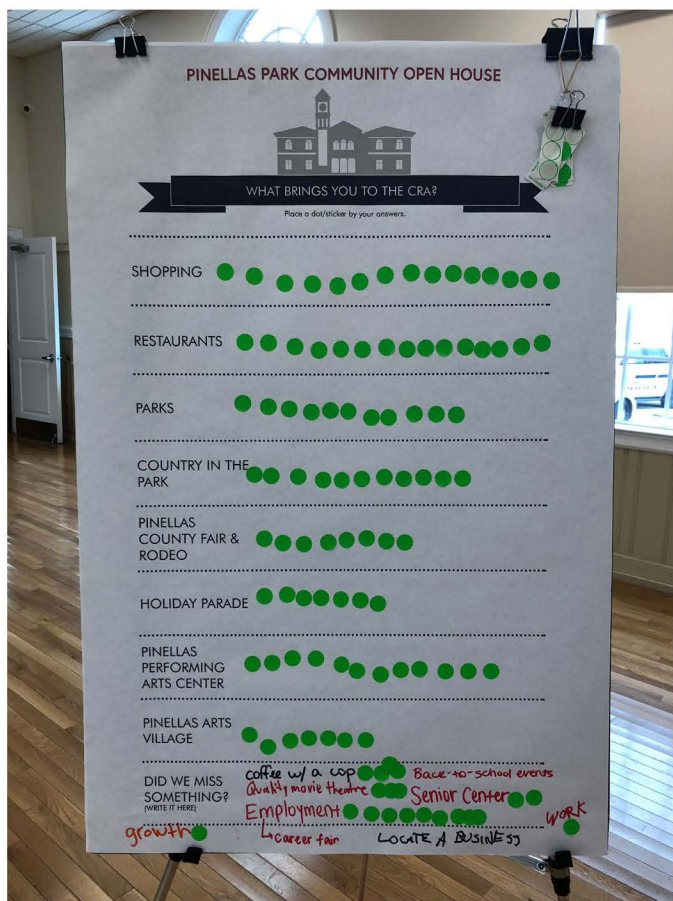 PINELLAS PARK COMMUNITY OPEN HOUSE
WHAT BRINGS YOU TO THE CRA?
Place a dot/sticker by your answers.
SHOPPING
RESTAURANTS
PARKS
COUNTRY IN THE
PARK
PINELLAS
COUNTY FAIR &
RODEO
HOLIDAY PARADE
PINELLAS
PERFORMING
ARTS CENTER
PINELLAS ARTS
VILLAGE
DID WE MISS
SOMETHING?
(WRITE IT HERE)
coffee w/ a cop
Back-to-school events
Quality movie theatre
Senior Center
Employment
Career fair
LOCATE A BUSINESS
WORK
growth